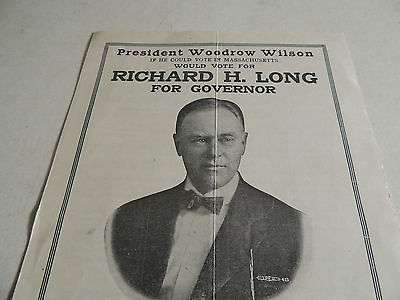 President Woodrow Wilson
IF HE COULD VOTE IN MASSACHUSETTS
WOULD VOTE FOR
RICHARD H. LONG
FOR GOVERNOR